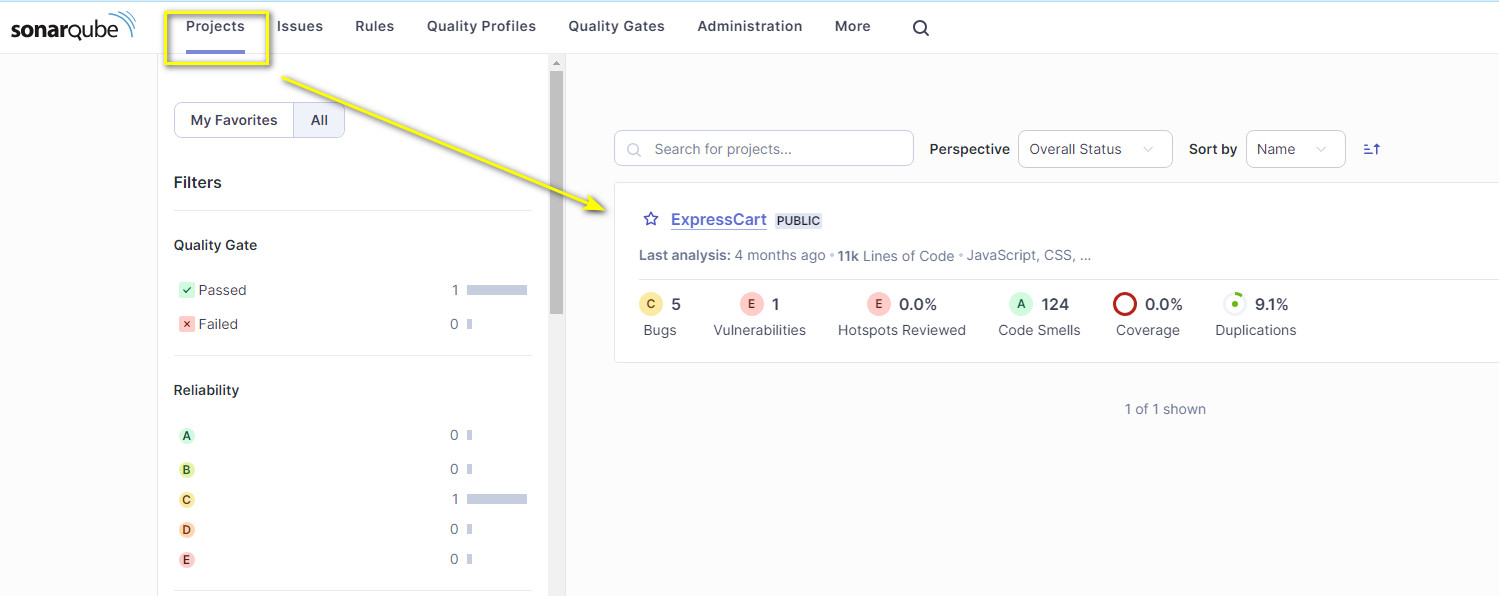 sonarqube Projects Issues Rules Quality Profiles Quality Gates Administration More
My Favorites All
Search for projects... Perspective Overall Status Sort by Name
Filters
Quality Gate
Passed 1
Failed 0
Reliability
A 0
B 0
C 1
D 0
E 0
ExpressCart PUBLIC
Last analysis: 4 months ago • 11k Lines of Code • JavaScript, CSS, ...
C 5 E 1 E 0.0% A 124 0.0% 9.1%
Bugs Vulnerabilities Hotspots Reviewed Code Smells Coverage Duplications
1 of 1 shown